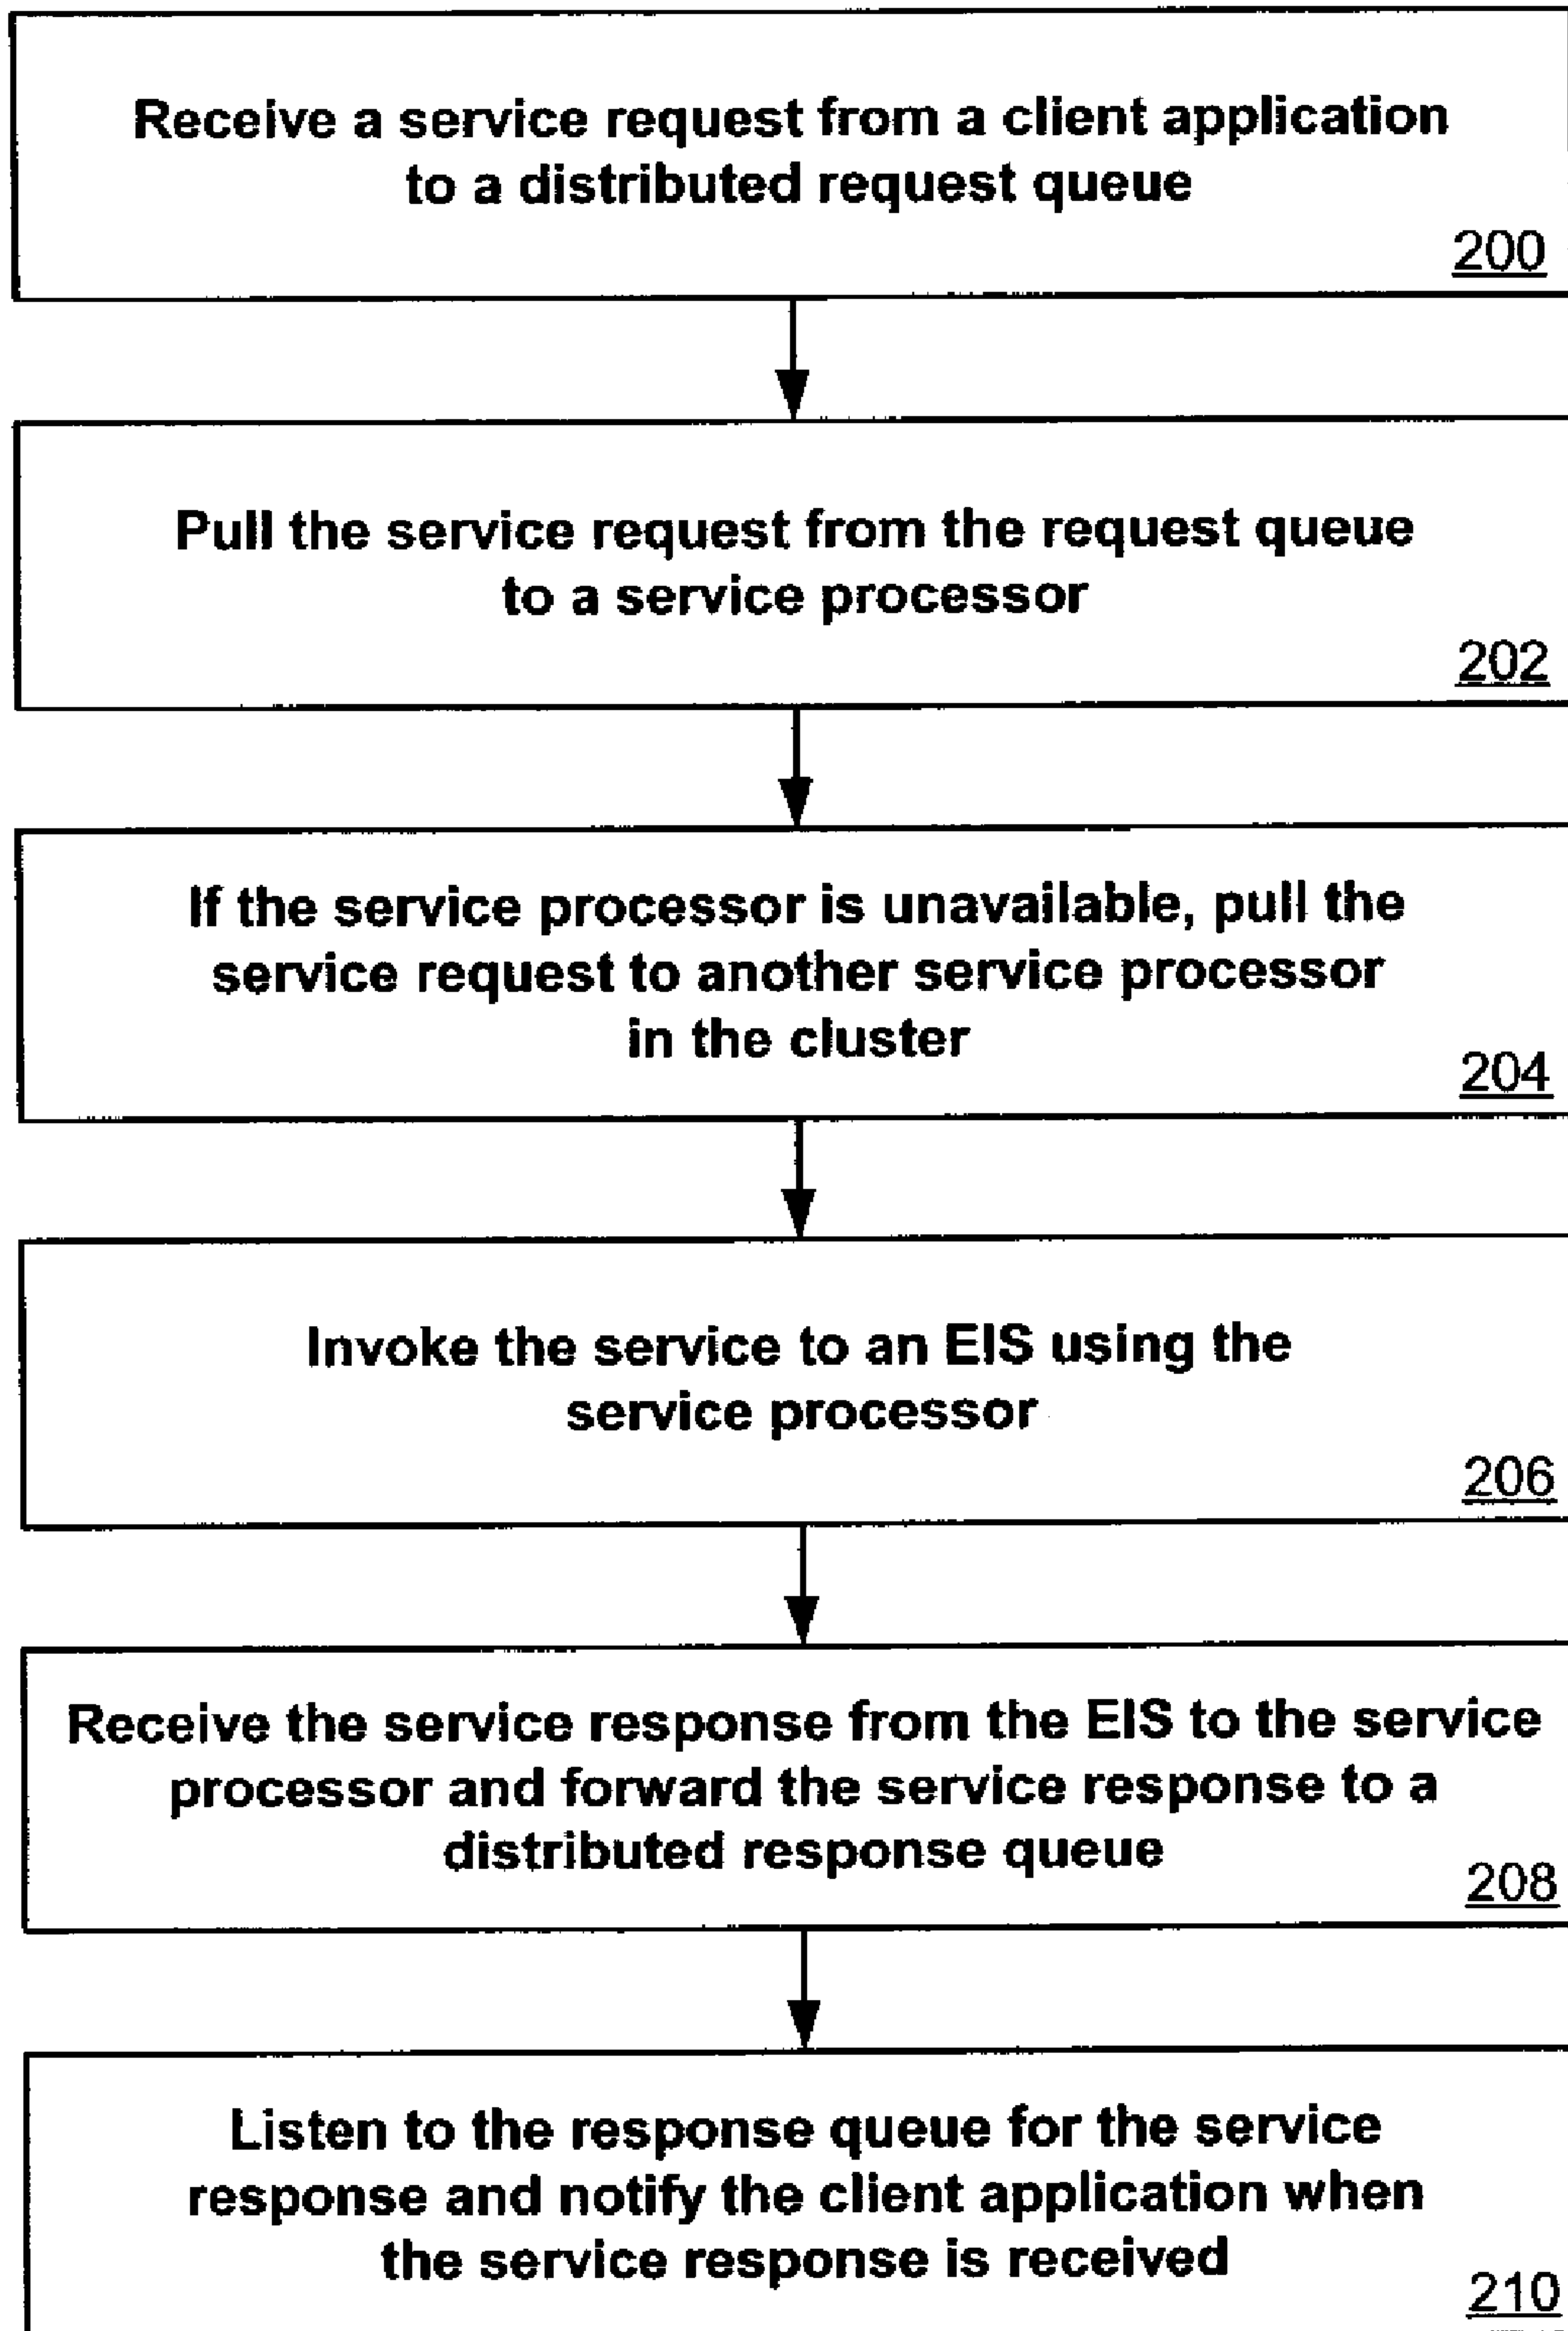 Receive a service request from a client application
to a distributed request queue
200
Pull the service request from the request queue
to a service processor
202
If the service processor is unavailable, pull the
service request to another service processor
in the cluster
204
Invoke the service to an EIS using the
service processor
206
Receive the service response from the EIS to the service
processor and forward the service response to a
distributed response queue
208
Listen to the response queue for the service
response and notify the client application when
the service response is received
210